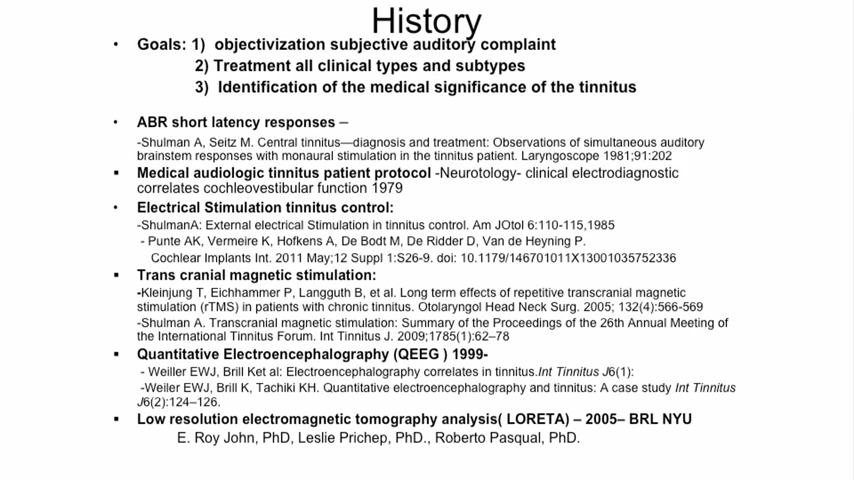 History
• Goals: 1) objectivization subjective auditory complaint
2) Treatment all clinical types and subtypes
3) Identification of the medical significance of the tinnitus
• ABR short latency responses –
-Shulman A, Seitz M. Central tinnitus—diagnosis and treatment: Observations of simultaneous auditory
brainstem responses with monaural stimulation in the tinnitus patient. Laryngoscope 1981;91:202
▪ Medical audiologic tinnitus patient protocol -Neurotology- clinical electrodiagnostic
correlates cochleovestibular function 1979
• Electrical Stimulation tinnitus control:
-ShulmanA: External electrical Stimulation in tinnitus control. Am JOtol 6:110-115,1985
- Punte AK, Vermeire K, Hofkens A, De Bodt M, De Ridder D, Van de Heyning P.
Cochlear Implants Int. 2011 May;12 Suppl 1:S26-9. doi: 10.1179/146701011X13001035752336
▪ Trans cranial magnetic stimulation:
-Kleinjung T, Eichhammer P, Langguth B, et al. Long term effects of repetitive transcranial magnetic
stimulation (rTMS) in patients with chronic tinnitus. Otolaryngol Head Neck Surg. 2005; 132(4):566-569
-Shulman A. Transcranial magnetic stimulation: Summary of the Proceedings of the 26th Annual Meeting of
the International Tinnitus Forum. Int Tinnitus J. 2009;1785(1):62–78
▪ Quantitative Electroencephalography (QEEG ) 1999-
- Weiller EWJ, Brill Ket al: Electroencephalography correlates in tinnitus.Int Tinnitus J6(1):
-Weiler EWJ, Brill K, Tachiki KH. Quantitative electroencephalography and tinnitus: A case study Int Tinnitus
J6(2):124–126.
▪ Low resolution electromagnetic tomography analysis( LORETA) – 2005– BRL NYU
E. Roy John, PhD, Leslie Prichep, PhD., Roberto Pasqual, PhD.